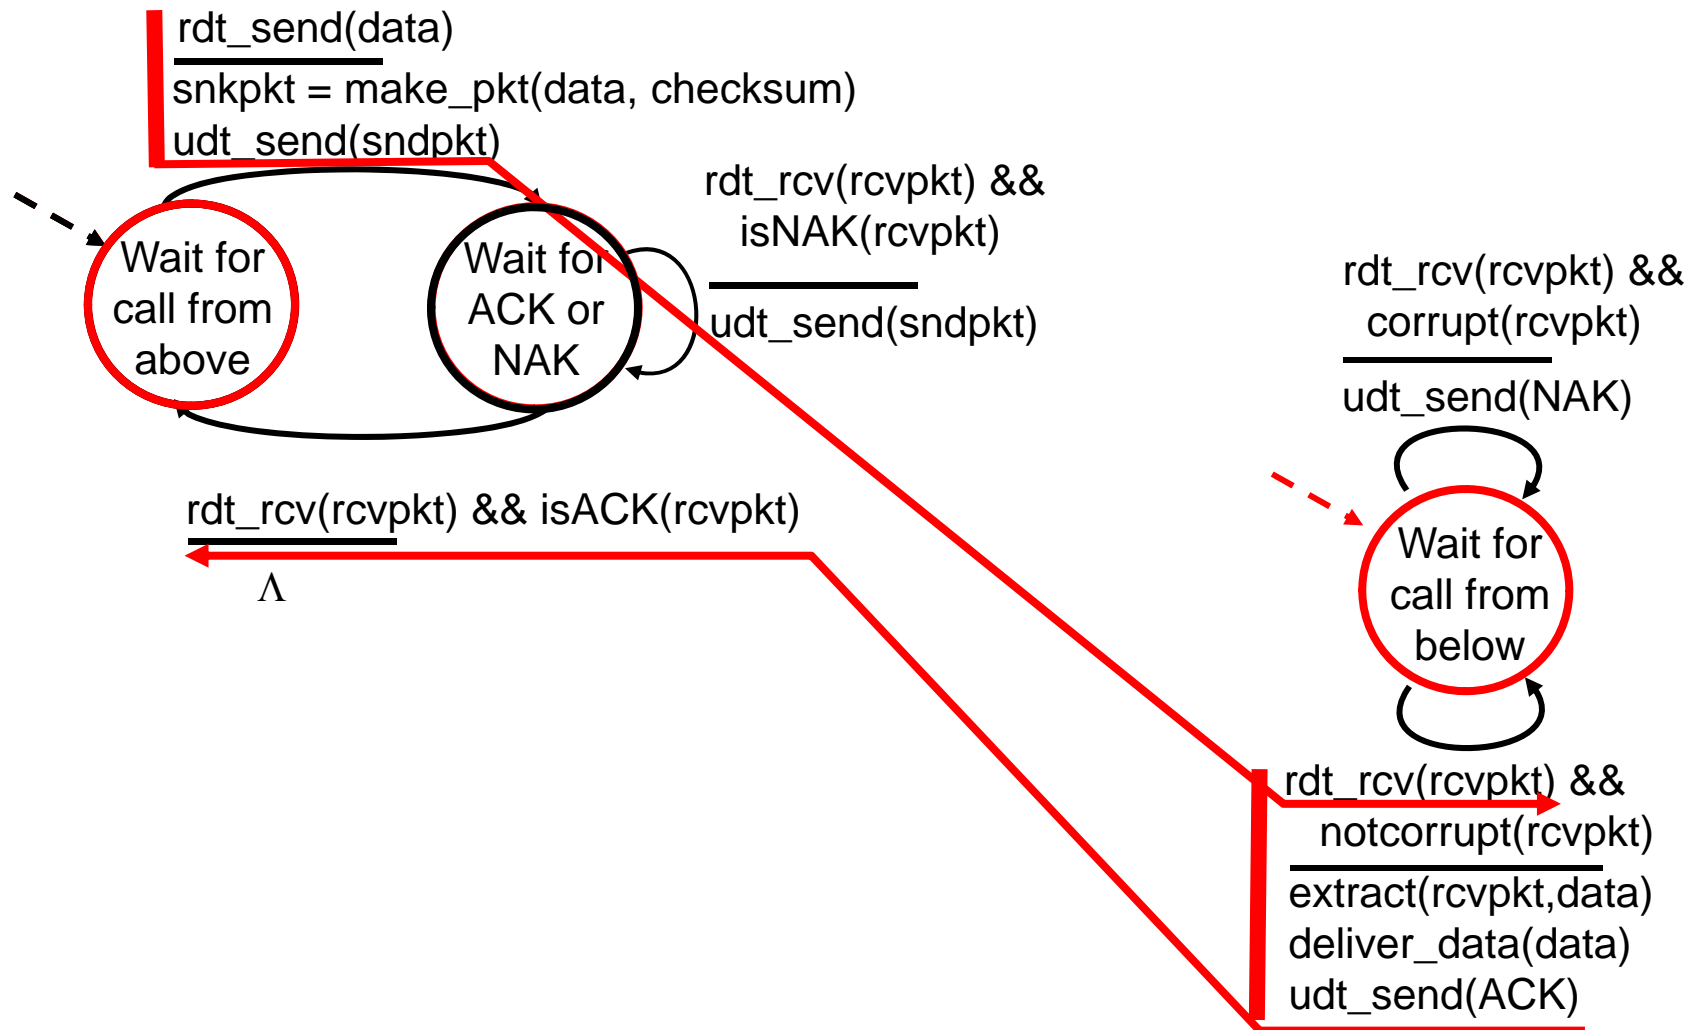 rdt_send(data)
snkpkt = make_pkt(data, checksum)
udt_send(sndpkt)
rdt_rcv(rcvpkt) &&
isNAK(rcvpkt)
udt_send(sndpkt)
Wait for
call from
above
Wait for
ACK or
NAK
rdt_rcv(rcvpkt) && isACK(rcvpkt)
Λ
rdt_rcv(rcvpkt) &&
corrupt(rcvpkt)
udt_send(NAK)
Wait for
call from
below
rdt_rcv(rcvpkt) &&
notcorrupt(rcvpkt)
extract(rcvpkt,data)
deliver_data(data)
udt_send(ACK)